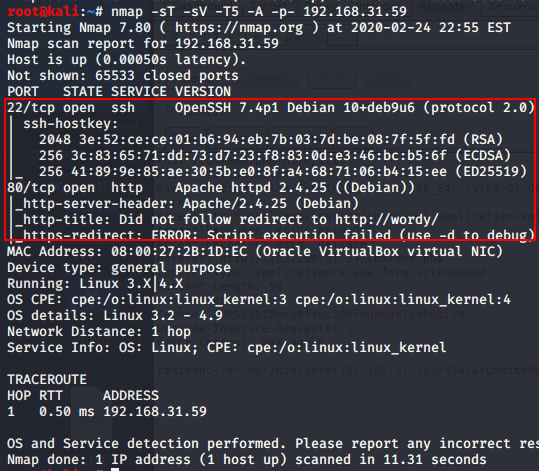 root@kali:~# nmap -sT -sV -T5 -A -p- 192.168.31.59
Starting Nmap 7.80 ( https://nmap.org ) at 2020-02-24 22:55 EST
Nmap scan report for 192.168.31.59
Host is up (0.00050s latency).
Not shown: 65533 closed ports
PORT   STATE SERVICE VERSION
22/tcp open  ssh     OpenSSH 7.4p1 Debian 10+deb9u6 (protocol 2.0)
| ssh-hostkey:
|   2048 3e:52:ce:ce:01:b6:94:eb:7b:03:7d:be:08:7f:5f:fd (RSA)
|   256 3c:83:65:71:dd:73:d7:23:f8:83:0d:e3:46:bc:b5:6f (ECDSA)
|_  256 41:89:9e:85:ae:30:5b:e0:8f:a4:68:71:06:b4:15:ee (ED25519)
80/tcp open  http    Apache httpd 2.4.25 ((Debian))
|_http-server-header: Apache/2.4.25 (Debian)
|_http-title: Did not follow redirect to http://wordy/
|_https-redirect: ERROR: Script execution failed (use -d to debug)
MAC Address: 08:00:27:2B:1D:EC (Oracle VirtualBox virtual NIC)
Device type: general purpose
Running: Linux 3.X|4.X
OS CPE: cpe:/o:linux:linux_kernel:3 cpe:/o:linux:linux_kernel:4
OS details: Linux 3.2 - 4.9
Network Distance: 1 hop
Service Info: OS: Linux; CPE: cpe:/o:linux:linux_kernel
TRACEROUTE
HOP RTT     ADDRESS
1   0.50 ms 192.168.31.59
OS and Service detection performed. Please report any incorrect res
Nmap done: 1 IP address (1 host up) scanned in 11.31 seconds